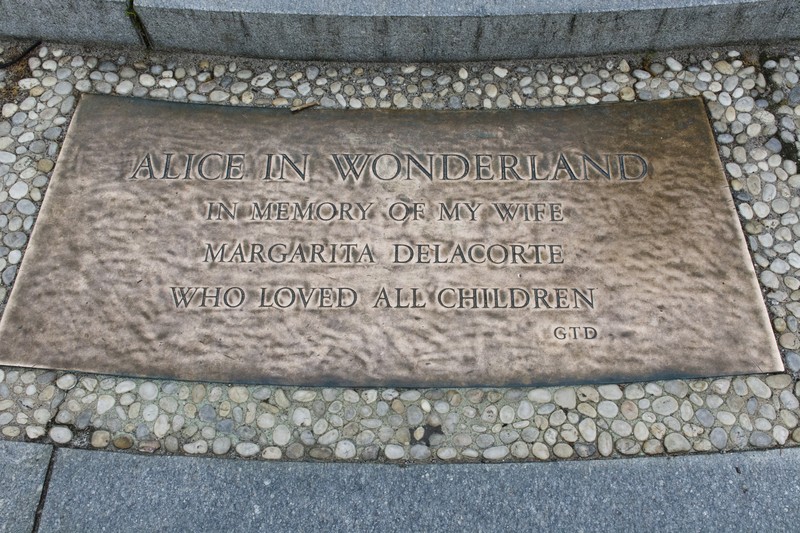 ALICE IN WONDERLAND
IN MEMORY OF MY WIFE
MARGARITA DELACORTE
WHO LOVED ALL CHILDREN
GTD